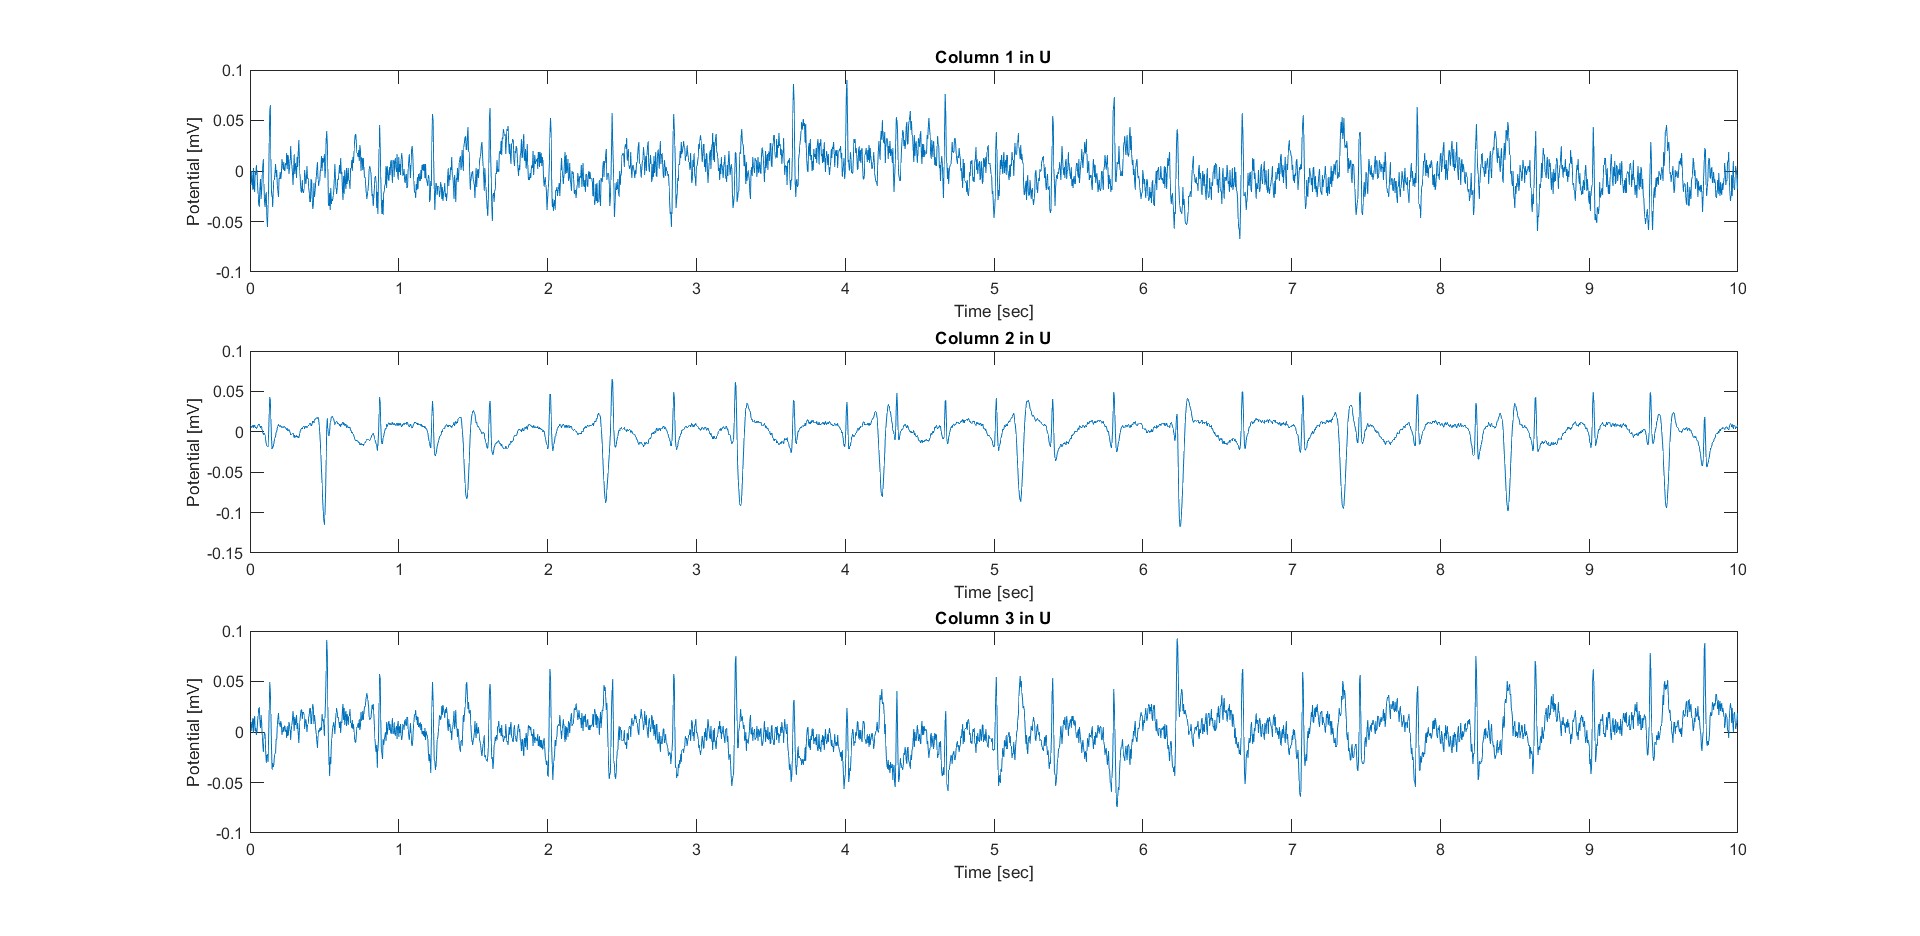 Column 1 in U
0.1
0.05
0
-0.05
-0.1
Potential [mV]
0 1 2 3 4 5 6 7 8 9 10
Time [sec]
Column 2 in U
0.1
0.05
0
-0.05
-0.1
-0.15
Potential [mV]
0 1 2 3 4 5 6 7 8 9 10
Time [sec]
Column 3 in U
0.1
0.05
0
-0.05
-0.1
Potential [mV]
0 1 2 3 4 5 6 7 8 9 10
Time [sec]